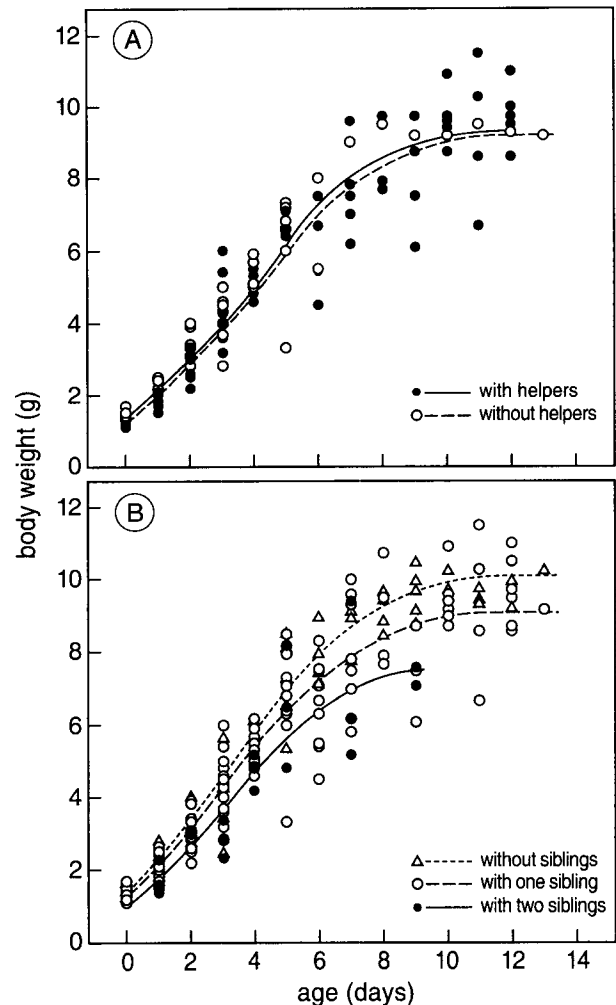 A
12
10
8
6
4
2
0
with helpers
without helpers
body weight (g)
B
12
10
8
6
4
2
0
without siblings
with one sibling
with two siblings
0 2 4 6 8 10 12 14
age (days)